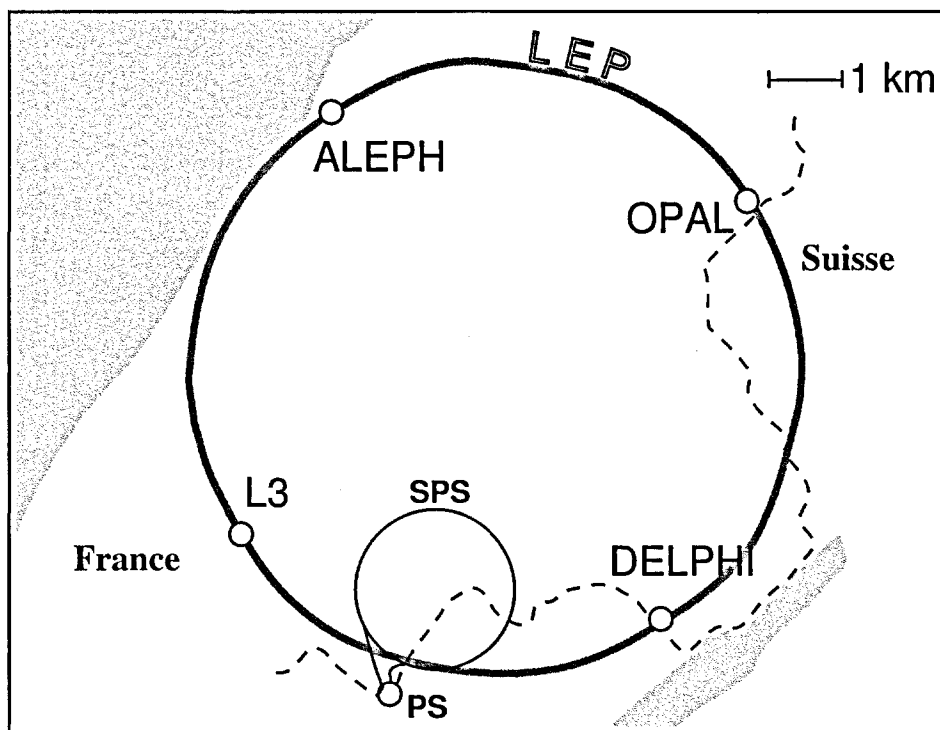 LEP
1 km
ALEPH
OPAL
Suisse
L3
SPS
France
DELPHI
PS